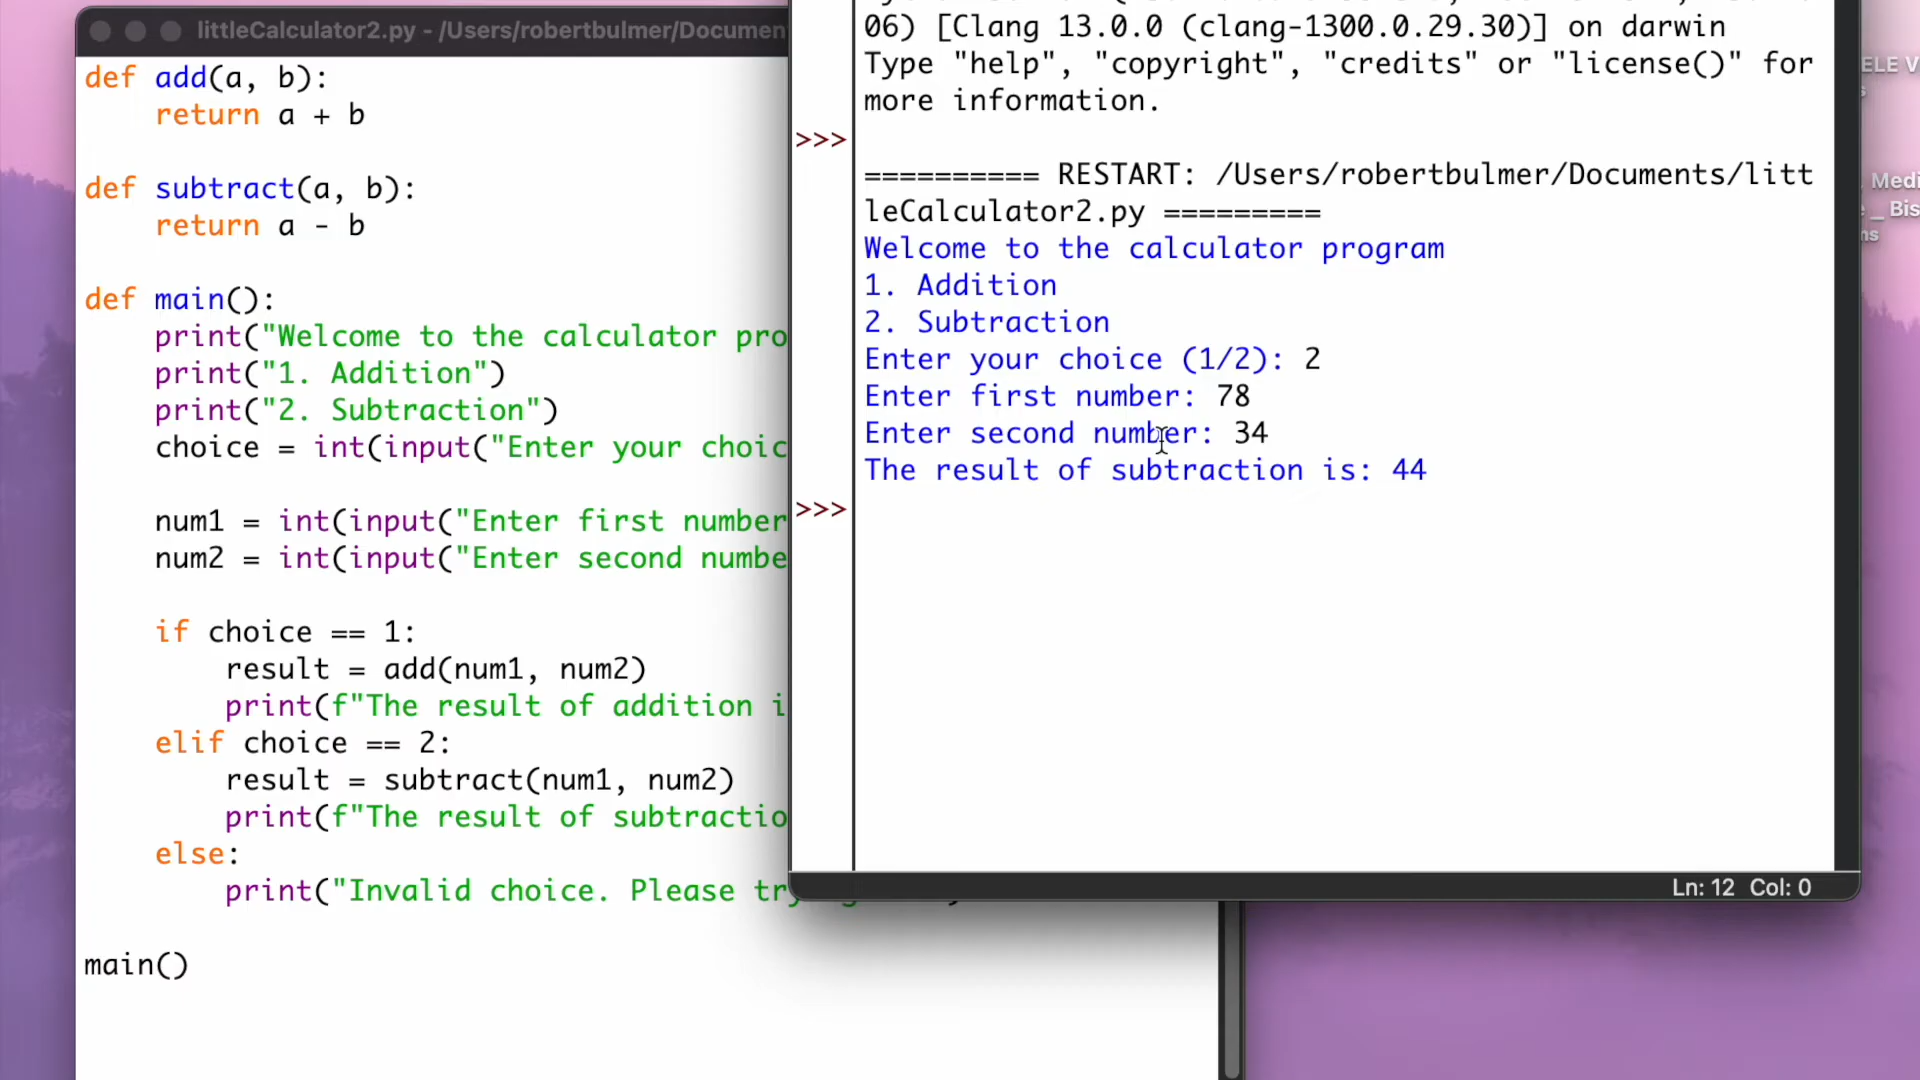 littleCalculator2.py - /Users/robertbulmer/Documen
def add(a, b):
    return a + b
def subtract(a, b):
    return a - b
def main():
    print("Welcome to the calculator pro
    print("1. Addition")
    print("2. Subtraction")
    choice = int(input("Enter your choic
    num1 = int(input("Enter first number
    num2 = int(input("Enter second numbe
    if choice == 1:
        result = add(num1, num2)
        print(f"The result of addition i
    elif choice == 2:
        result = subtract(num1, num2)
        print(f"The result of subtractio
    else:
        print("Invalid choice. Please try
main()
06) [Clang 13.0.0 (clang-1300.0.29.30)] on darwin
Type "help", "copyright", "credits" or "license()" for
more information.
>>>
========== RESTART: /Users/robertbulmer/Documents/litt
leCalculator2.py =========
Welcome to the calculator program
1. Addition
2. Subtraction
Enter your choice (1/2): 2
Enter first number: 78
Enter second number: 34
The result of subtraction is: 44
>>>
Ln: 12 Col: 0
ELE V
s
Medi
_ Bis
ms